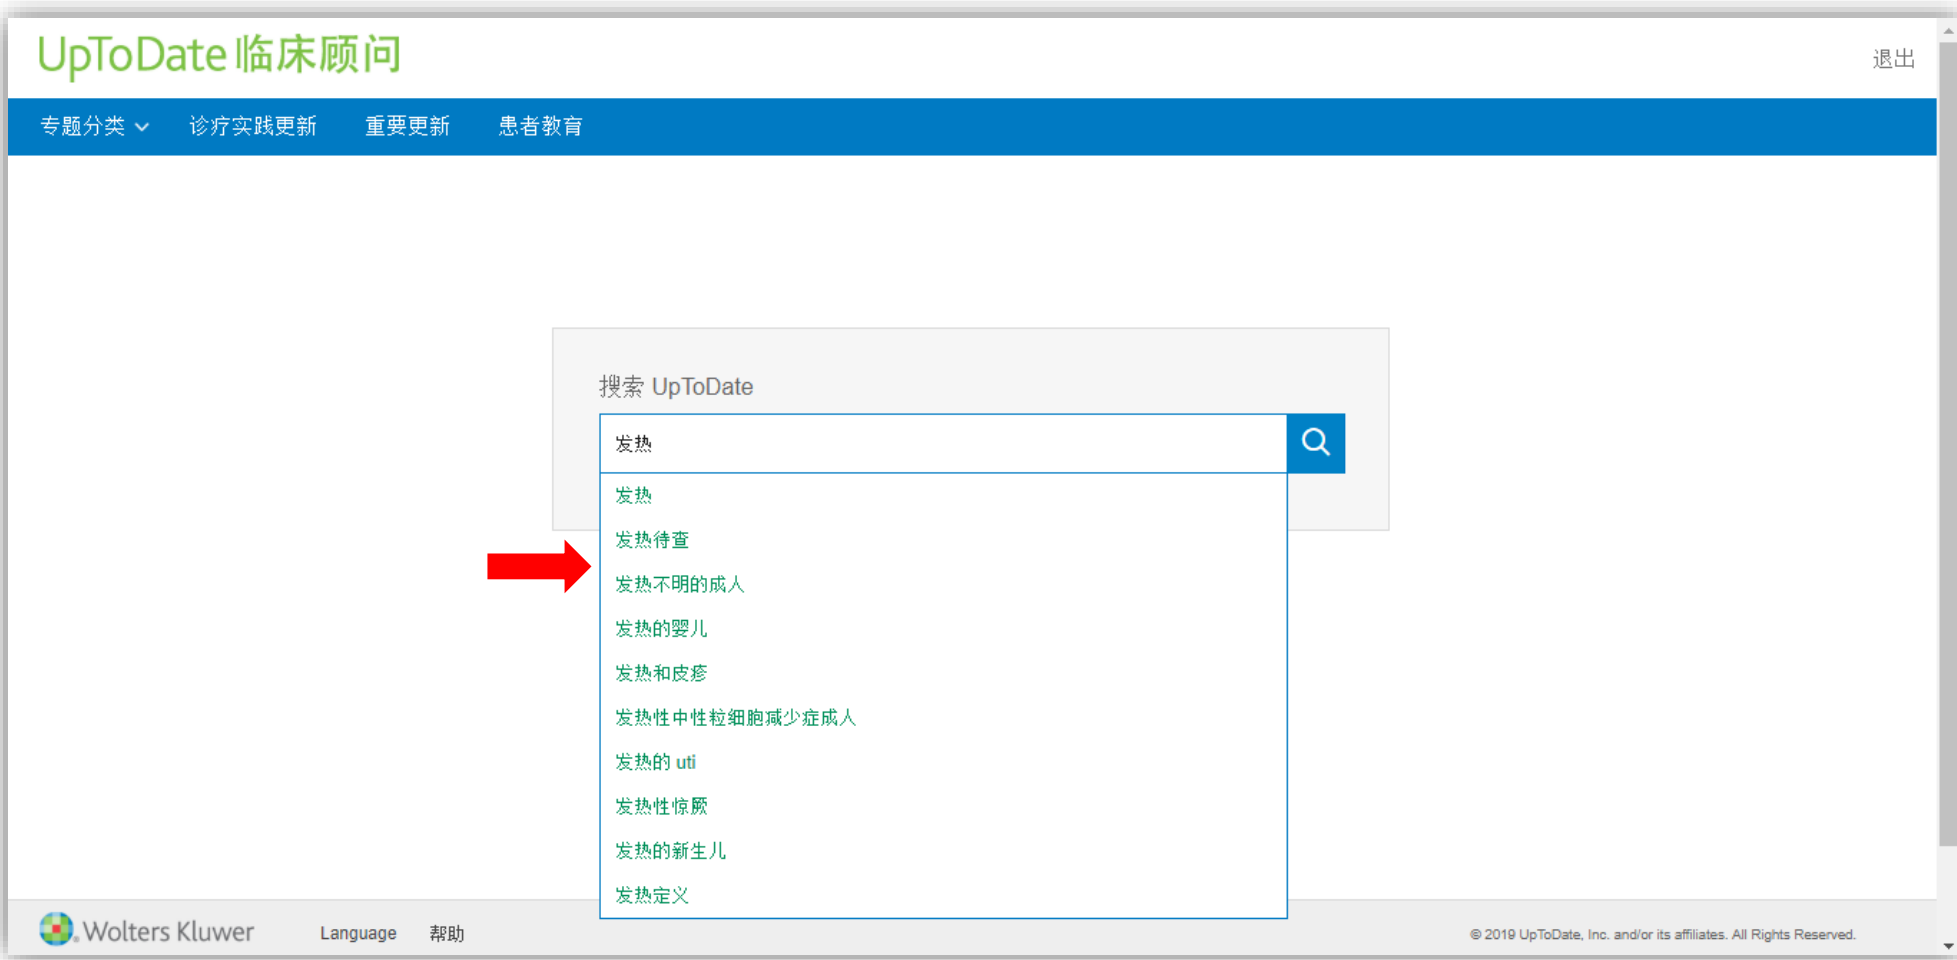 UpToDate 临床顾问
退出
专题分类 诊疗实践更新 重要更新 患者教育
搜索 UpToDate
发热
发热
发热待查
发热不明的成人
发热的婴儿
发热和皮疹
发热性中性粒细胞减少症成人
发热的 uti
发热性惊厥
发热的新生儿
发热定义
Wolters Kluwer Language 帮助 © 2019 UpToDate, Inc. and/or its affiliates. All Rights Reserved.